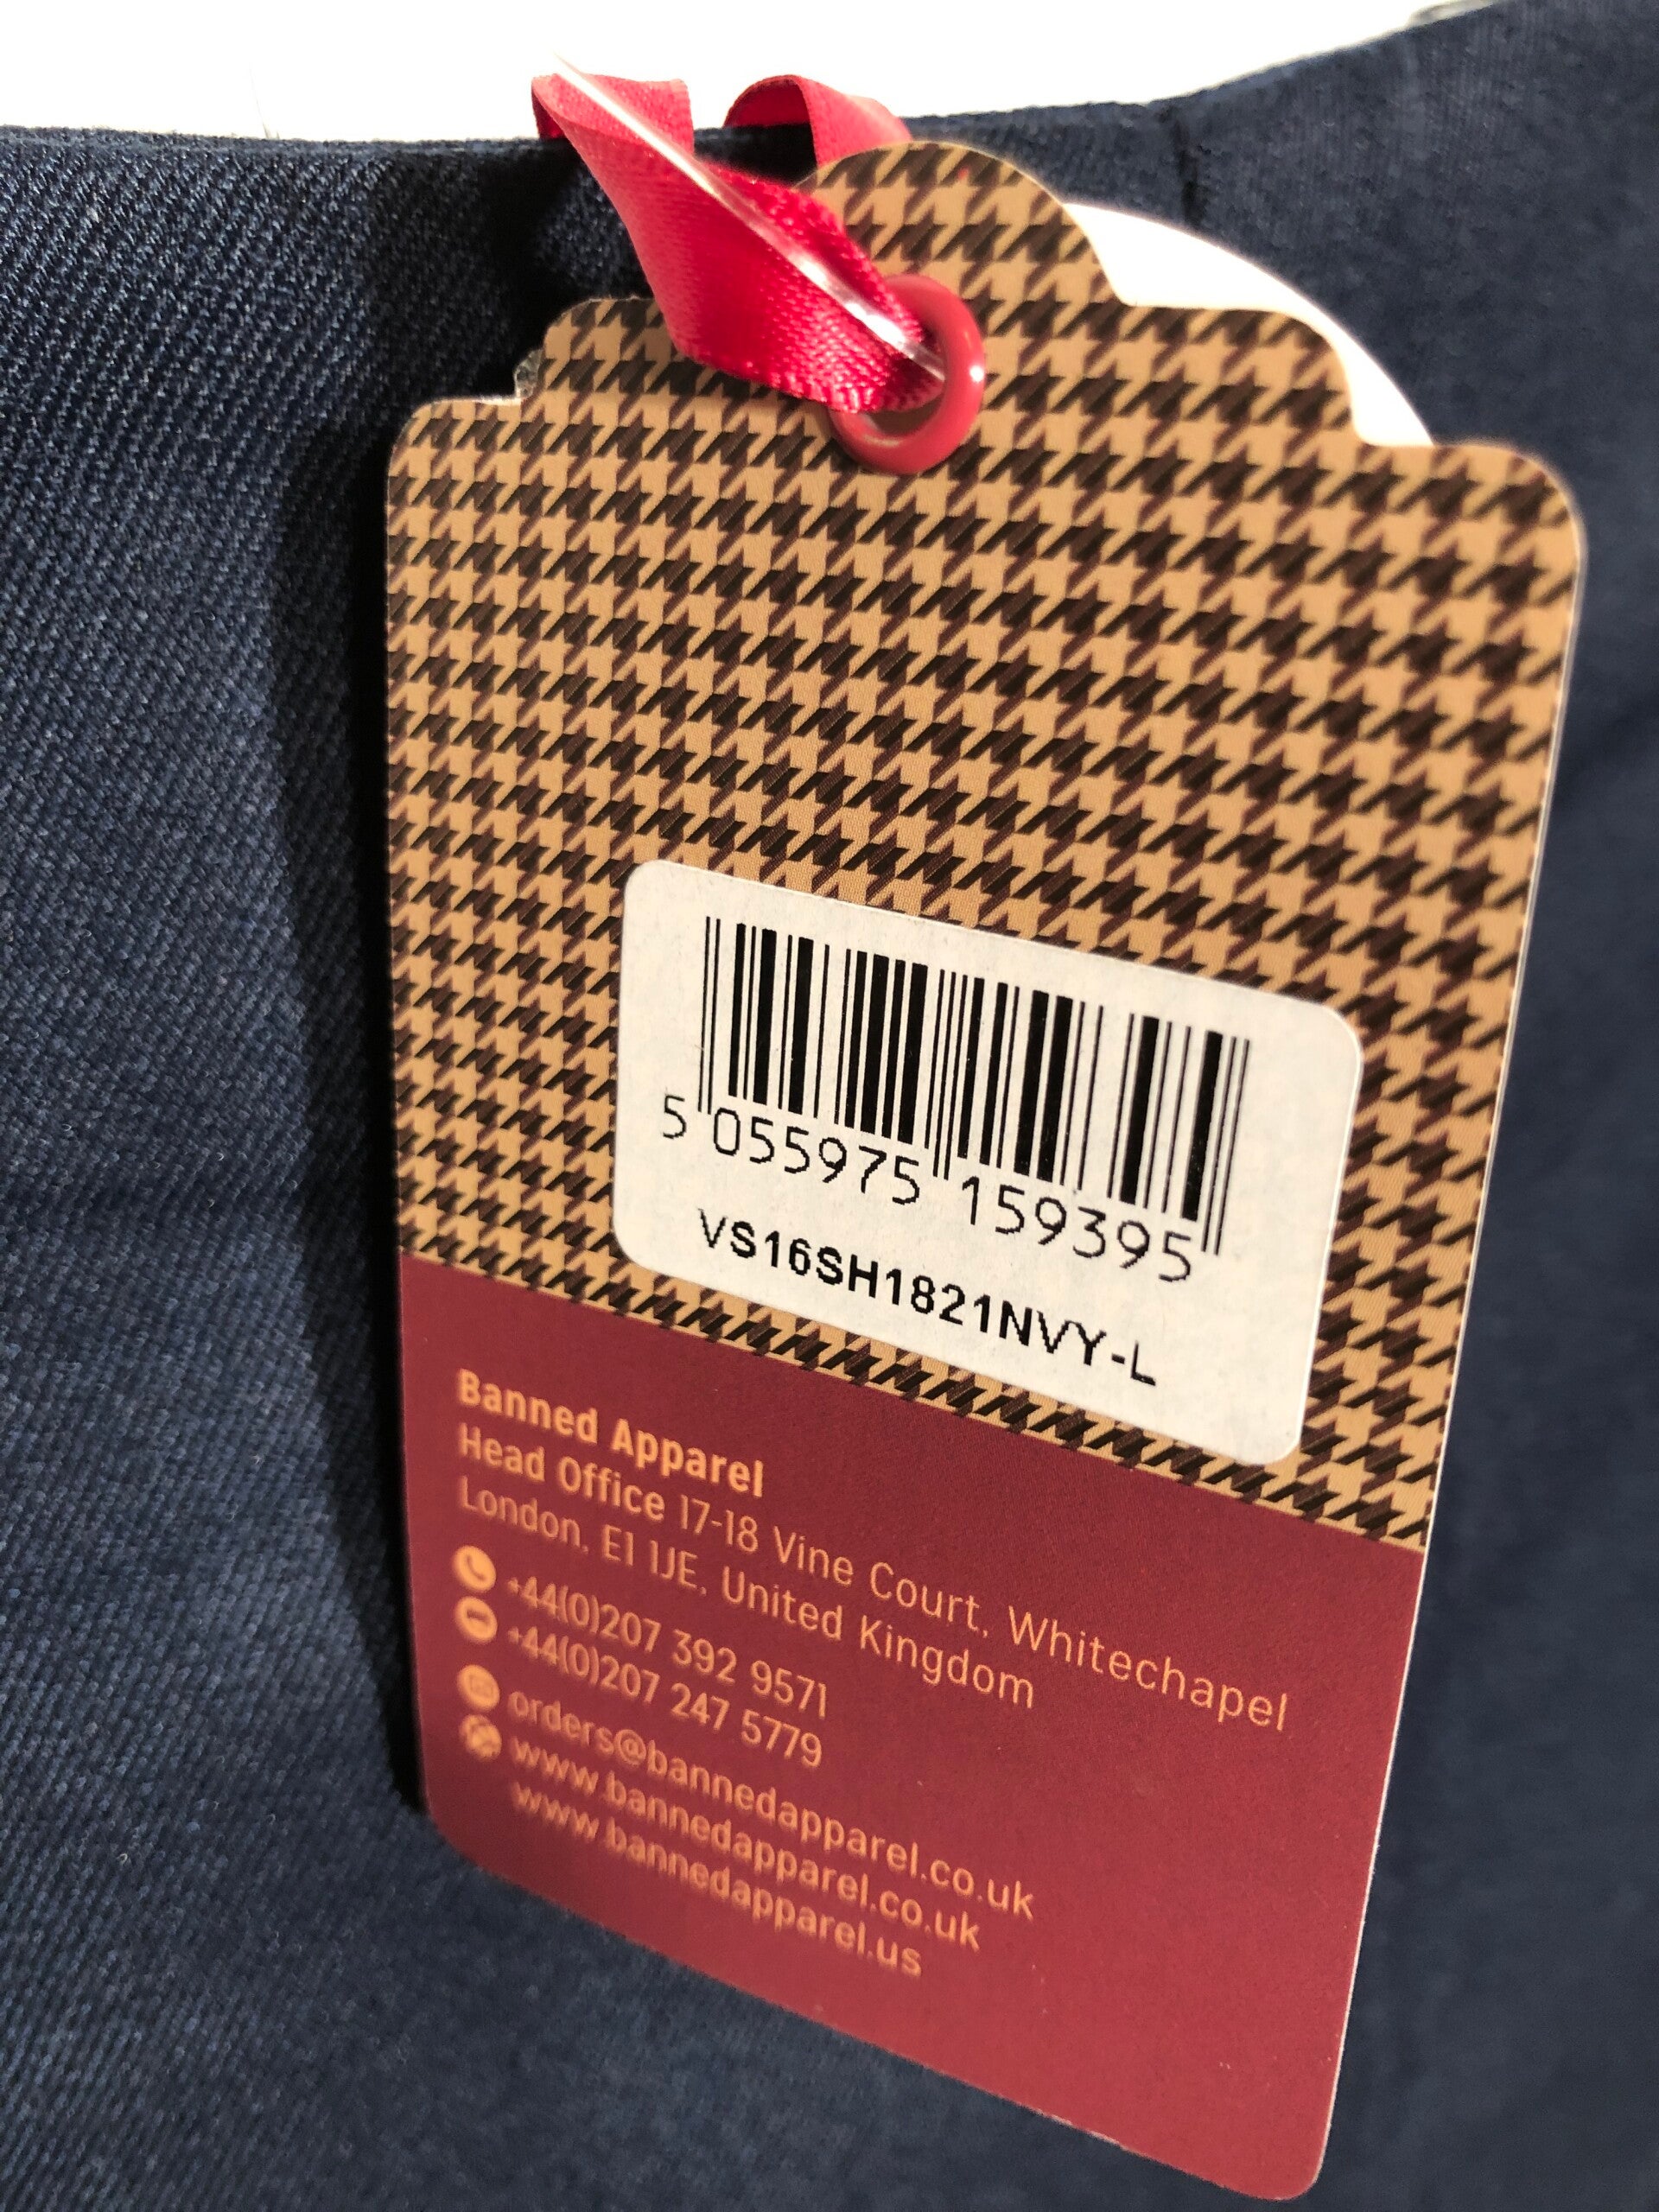 5 055975 159395
VS16SH1821NVY-L
Banned Apparel
Head Office 17-18 Vine Court, Whitechapel
London, E1 1JE, United Kingdom
+44(0)207 392 9571
+44(0)207 247 5779
orders@bannedapparel.co.uk
www.bannedapparel.co.uk
www.bannedapparel.us